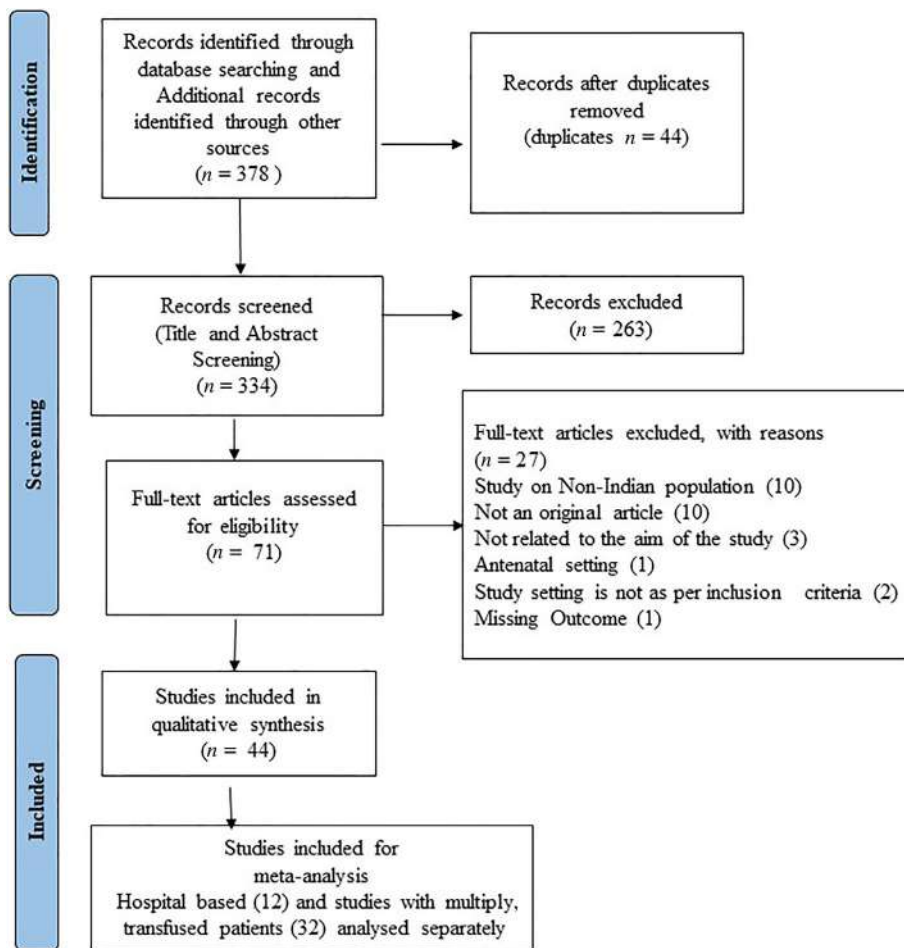 Identification
Records identified through
database searching and
Additional records
identified through other
sources
(n = 378 )
Records after duplicates
removed
(duplicates n = 44)
Screening
Records screened
(Title and Abstract
Screening)
(n = 334)
Records excluded
(n = 263)
Full-text articles assessed
for eligibility
(n = 71)
Full-text articles excluded, with reasons
(n = 27)
Study on Non-Indian population (10)
Not an original article (10)
Not related to the aim of the study (3)
Antenatal setting (1)
Study setting is not as per inclusion criteria (2)
Missing Outcome (1)
Included
Studies included in
qualitative synthesis
(n = 44)
Studies included for
meta-analysis
Hospital based (12) and studies with multiply,
transfused patients (32) analysed separately